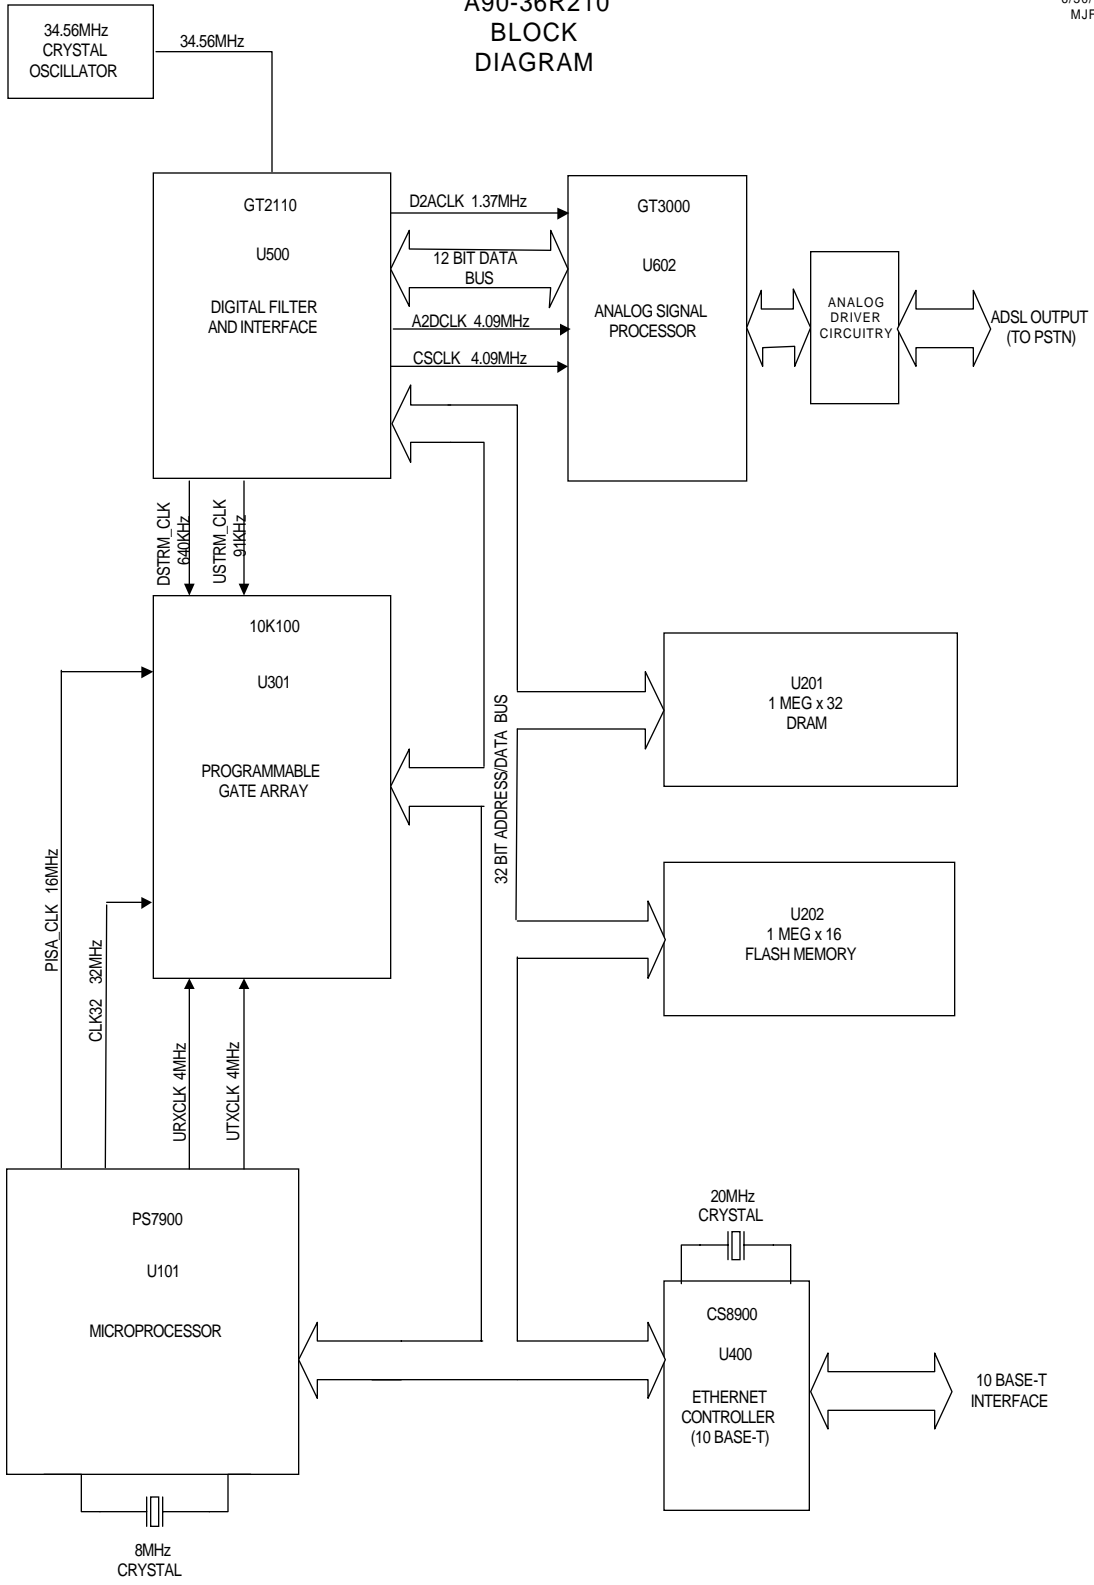 A90-36R210
BLOCK
DIAGRAM
MJP
34.56MHz
CRYSTAL
OSCILLATOR
34.56MHz
GT2110
U500
DIGITAL FILTER
AND INTERFACE
D2ACLK 1.37MHz
12 BIT DATA
BUS
A2DCLK 4.09MHz
CSCLK 4.09MHz
GT3000
U602
ANALOG SIGNAL
PROCESSOR
ANALOG
DRIVER
CIRCUITRY
ADSL OUTPUT
(TO PSTN)
DSTRM_CLK
640KHz
USTRM_CLK
91KHz
10K100
U301
PROGRAMMABLE
GATE ARRAY
32 BIT ADDRESS/DATA BUS
U201
1 MEG x 32
DRAM
U202
1 MEG x 16
FLASH MEMORY
PISA_CLK 16MHz
CLK32 32MHz
URXCLK 4MHz
UTXCLK 4MHz
PS7900
U101
MICROPROCESSOR
8MHz
CRYSTAL
20MHz
CRYSTAL
CS8900
U400
ETHERNET
CONTROLLER
(10 BASE-T)
10 BASE-T
INTERFACE